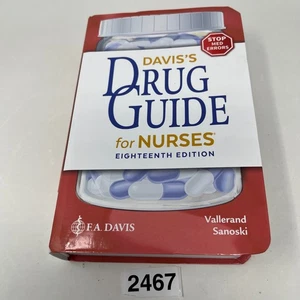 DAVIS'S
DRUG
GUIDE
for NURSES®
EIGHTEENTH EDITION
STOP
MED
ERRORS
F.A. DAVIS
Vallerand
Sanoski
2467